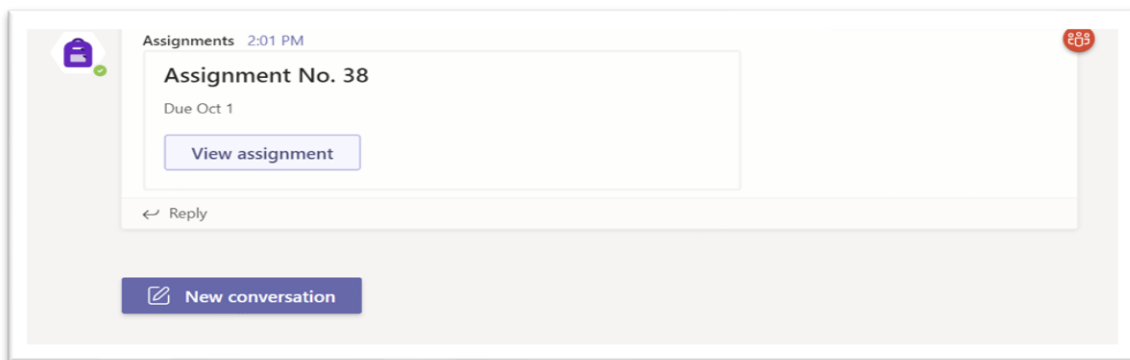 Assignments 2:01 PM
Assignment No. 38
Due Oct 1
View assignment
Reply
New conversation